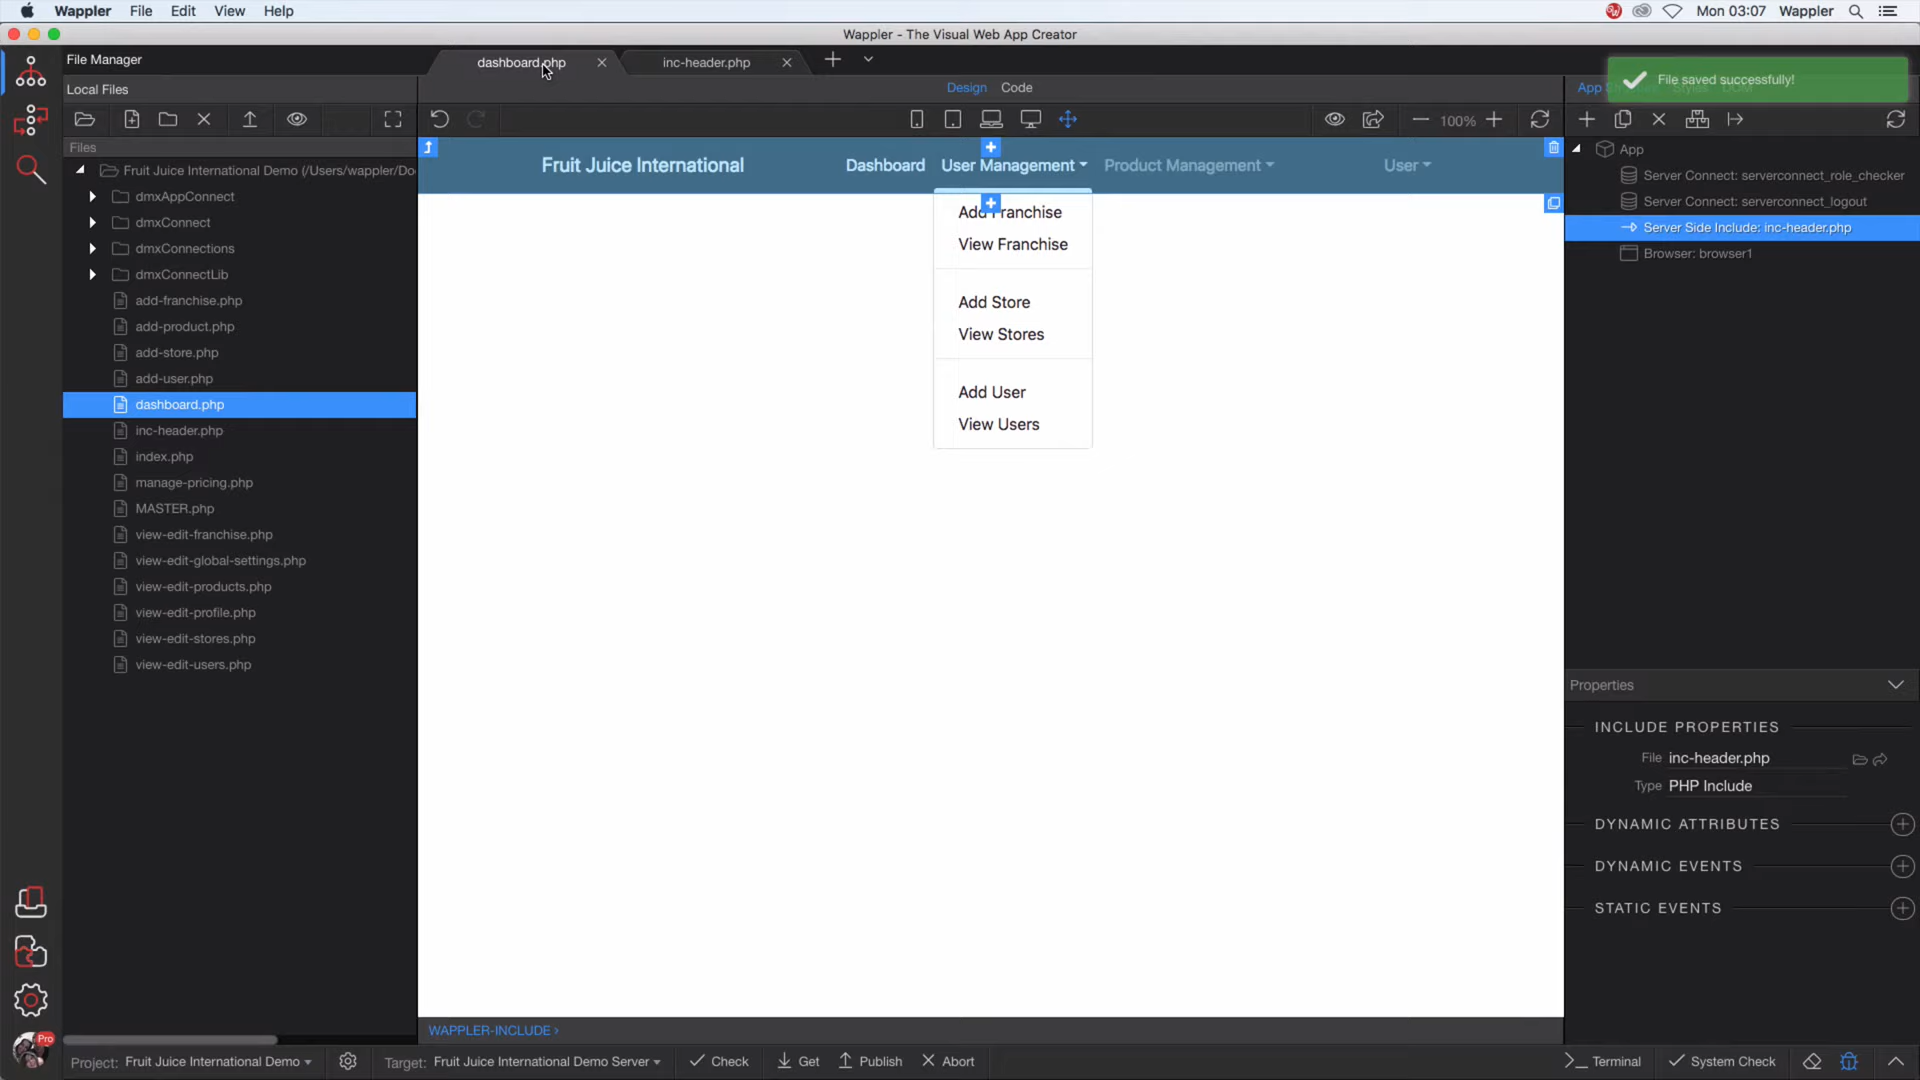 Wappler File Edit View Help
Mon 03:07 Wappler
Wappler - The Visual Web App Creator
File Manager
dashboard.php
inc-header.php
File saved successfully!
Local Files
Design Code
App
100%
Files
Fruit Juice International Demo (/Users/wappler/Do
dmxAppConnect
dmxConnect
dmxConnections
dmxConnectLib
add-franchise.php
add-product.php
add-store.php
add-user.php
dashboard.php
inc-header.php
index.php
manage-pricing.php
MASTER.php
view-edit-franchise.php
view-edit-global-settings.php
view-edit-products.php
view-edit-profile.php
view-edit-stores.php
view-edit-users.php
Fruit Juice International
Dashboard
User Management
Product Management
User
Add Franchise
View Franchise
Add Store
View Stores
Add User
View Users
App
Server Connect: serverconnect_role_checker
Server Connect: serverconnect_logout
Server Side Include: inc-header.php
Browser: browser1
Properties
INCLUDE PROPERTIES
File inc-header.php
Type PHP Include
DYNAMIC ATTRIBUTES
DYNAMIC EVENTS
STATIC EVENTS
WAPPLER-INCLUDE ›
Pro
Project: Fruit Juice International Demo
Target: Fruit Juice International Demo Server
Check
Get
Publish
Abort
Terminal
System Check